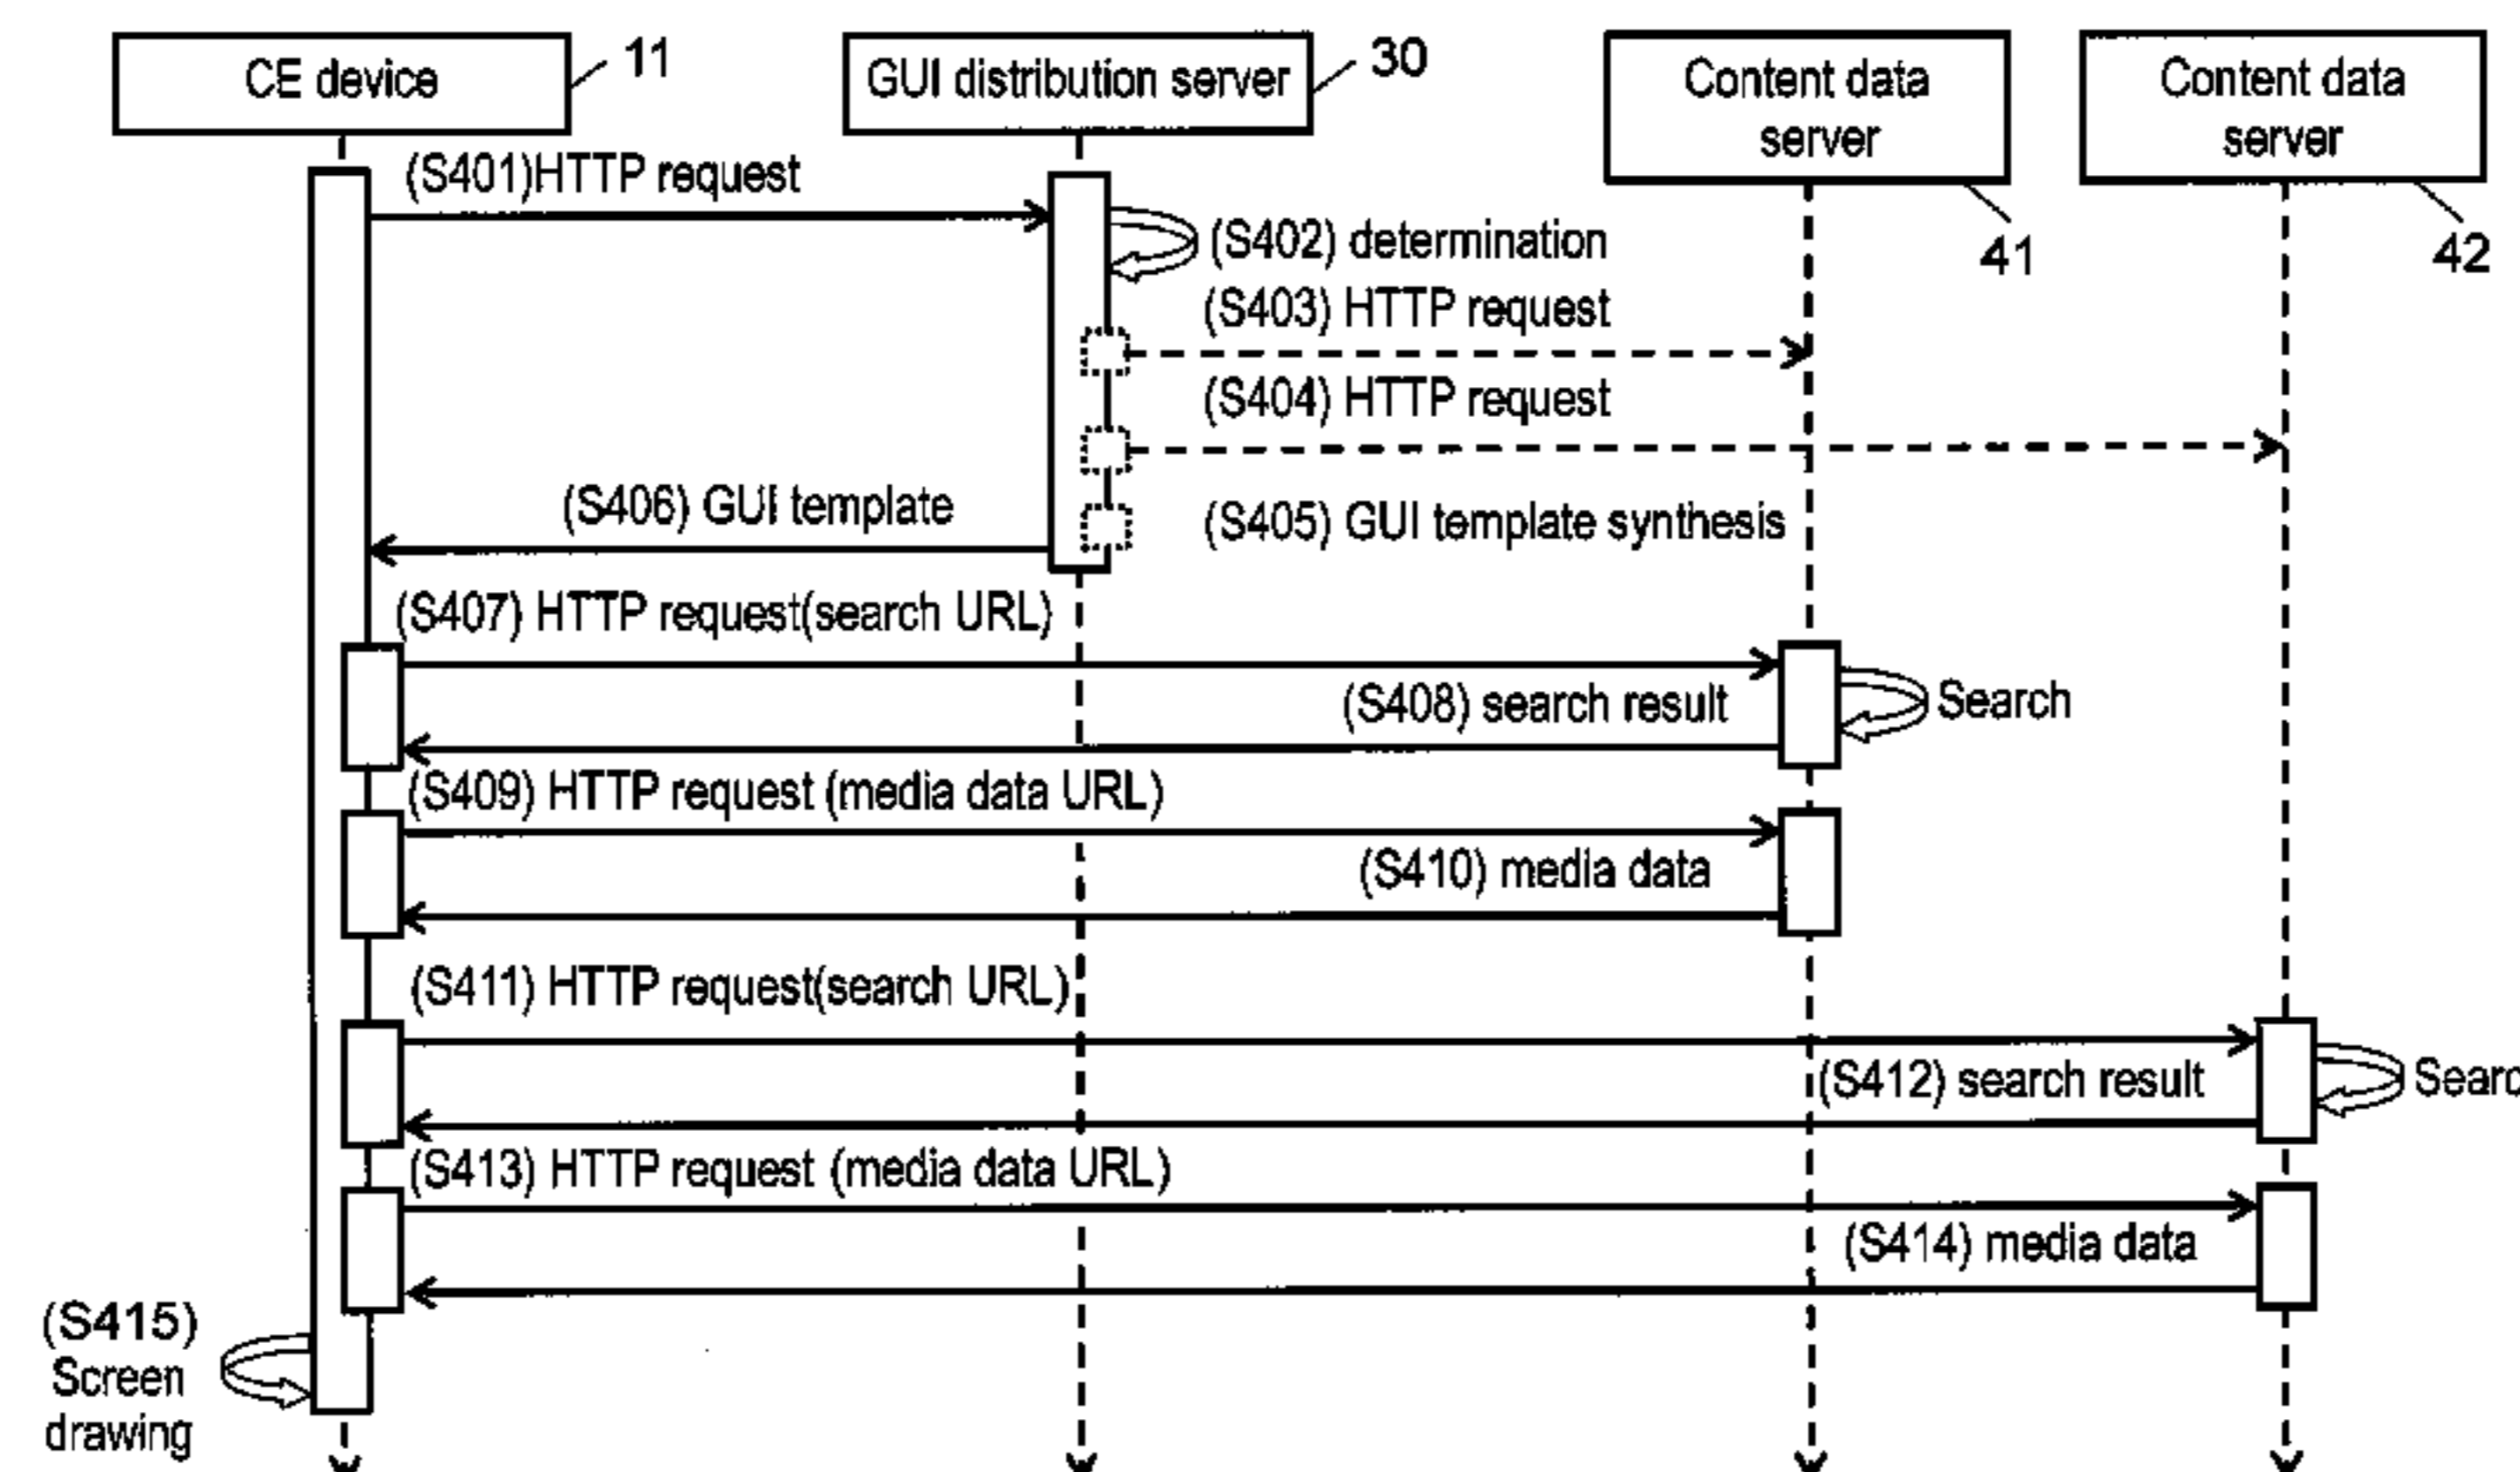 CE device
11
GUI distribution server
30
Content data
server
41
Content data
server
42
(S401)HTTP request
(S402) determination
(S403) HTTP request
(S404) HTTP request
(S405) GUI template synthesis
(S406) GUI template
(S407) HTTP request(search URL)
(S408) search result
Search
(S409) HTTP request (media data URL)
(S410) media data
(S411) HTTP request(search URL)
(S412) search result
Searc
(S413) HTTP request (media data URL)
(S414) media data
(S415)
Screen
drawing